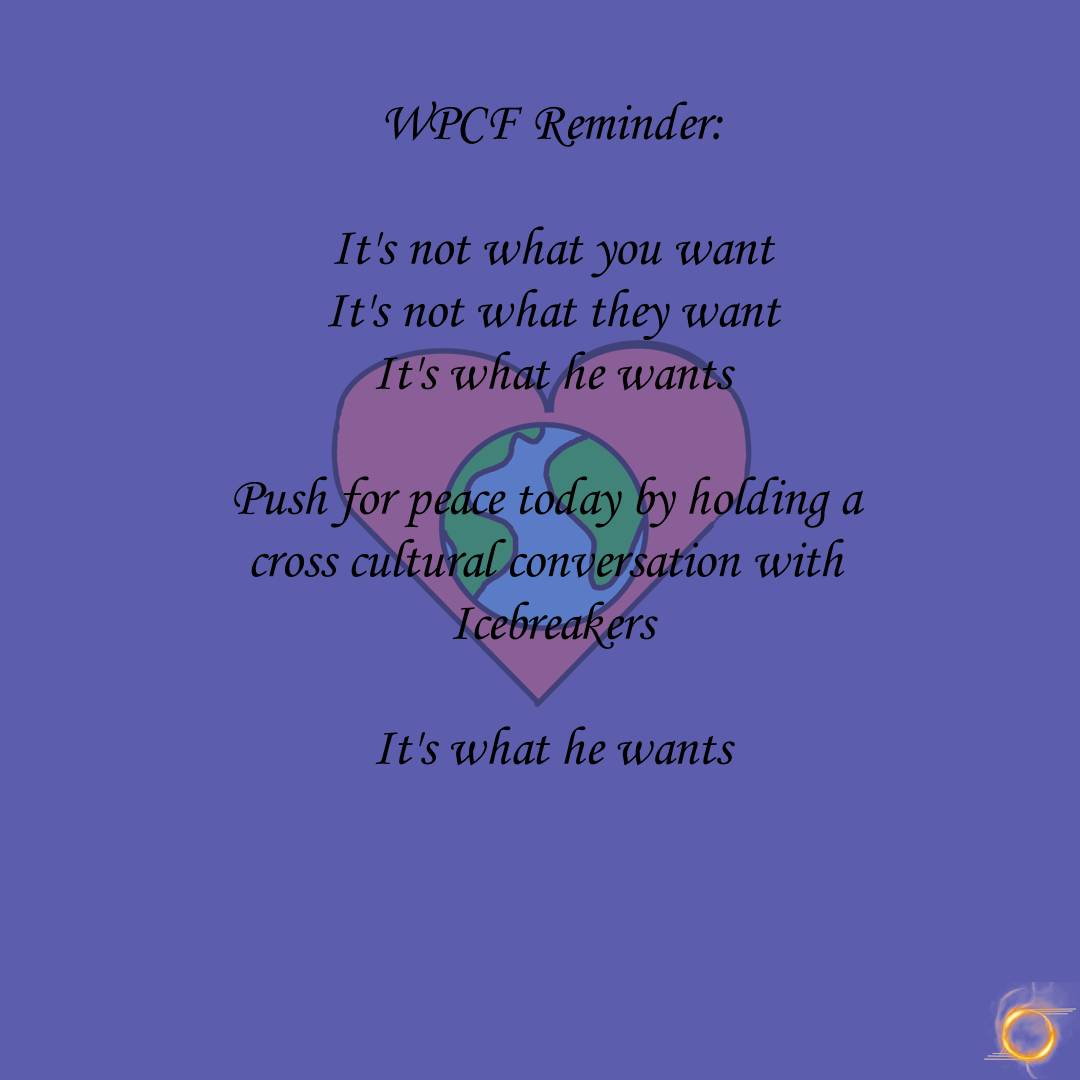 WPCF Reminder:
It's not what you want
It's not what they want
It's what he wants
Push for peace today by holding a
cross cultural conversation with
Icebreakers
It's what he wants